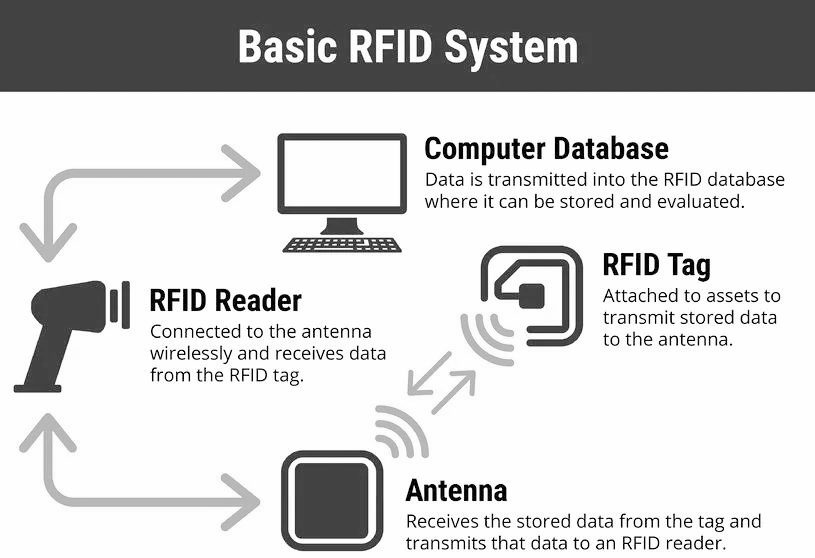 Basic RFID System
Computer Database
Data is transmitted into the RFID database
where it can be stored and evaluated.
RFID Tag
Attached to assets to
transmit stored data
to the antenna.
RFID Reader
Connected to the antenna
wirelessly and receives data
from the RFID tag.
Antenna
Receives the stored data from the tag and
transmits that data to an RFID reader.